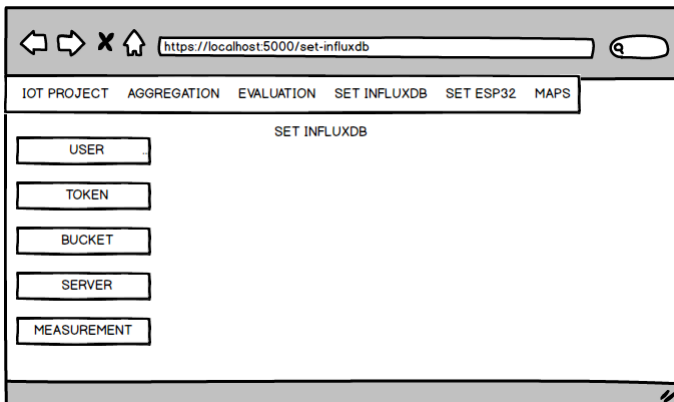 https://localhost:5000/set-influxdb
IOT PROJECT AGGREGATION EVALUATION SET INFLUXDB SET ESP32 MAPS
SET INFLUXDB
USER
TOKEN
BUCKET
SERVER
MEASUREMENT